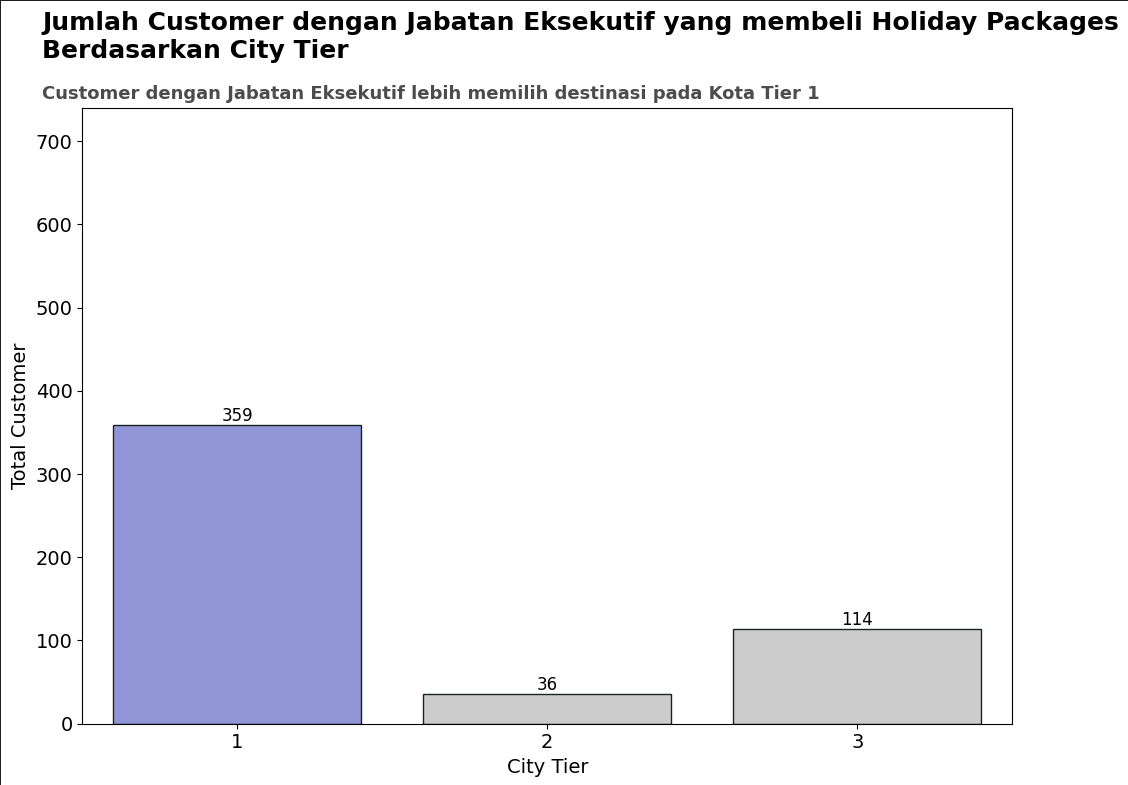 Jumlah Customer dengan Jabatan Eksekutif yang membeli Holiday Packages
Berdasarkan City Tier
Customer dengan Jabatan Eksekutif lebih memilih destinasi pada Kota Tier 1
700
600
500
400
300
200
100
0
Total Customer
359
36
114
1
2
3
City Tier